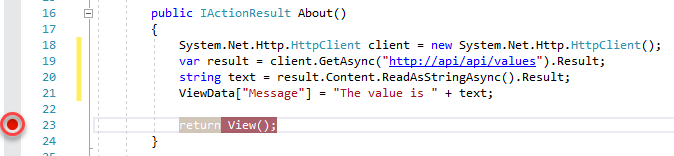 16 public IActionResult About()
17 {
18 System.Net.Http.HttpClient client = new System.Net.Http.HttpClient();
19 var result = client.GetAsync("http://api/api/values").Result;
20 string text = result.Content.ReadAsStringAsync().Result;
21 ViewData["Message"] = "The value is " + text;
22
23 return View();
24 }